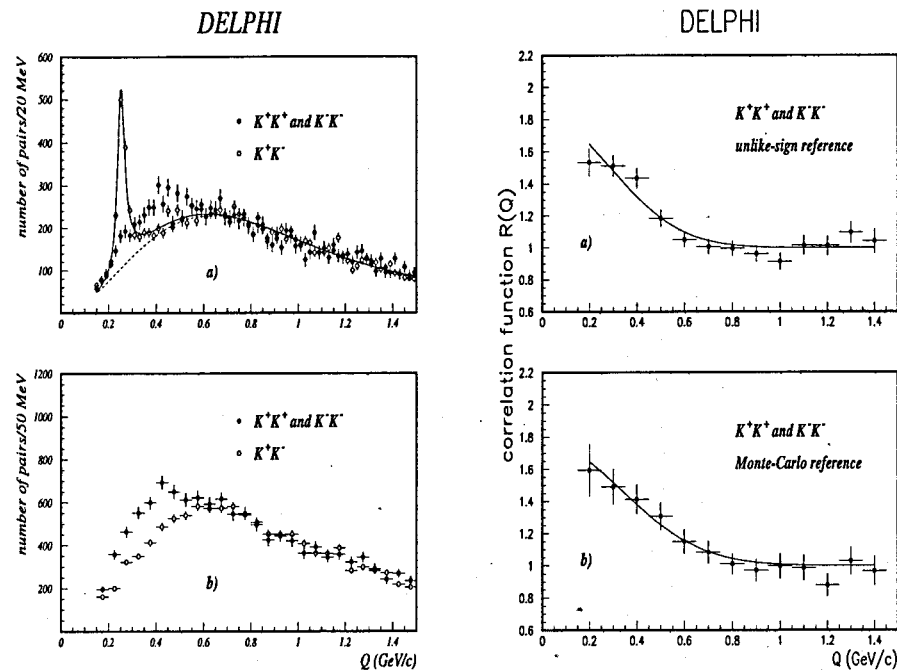 DELPHI
number of pairs/20 MeV
600
500
400
300
200
100
K⁺K⁺ and K⁻K⁻
K⁺K⁻
a)
0 0.2 0.4 0.6 0.8 1 1.2 1.4
number of pairs/50 MeV
1200
1000
800
600
400
200
K⁺K⁺ and K⁻K⁻
K⁺K⁻
b)
0 0.2 0.4 0.6 0.8 1 1.2 1.4
Q (GeV/c)
DELPHI
correlation function R(Q)
2.2
2
1.8
1.6
1.4
1.2
1
0.8
0.6
K⁺K⁺ and K⁻K⁻
unlike-sign reference
a)
0 0.2 0.4 0.6 0.8 1 1.2 1.4
2.2
2
1.8
1.6
1.4
1.2
1
0.8
0.6
K⁺K⁺ and K⁻K⁻
Monte-Carlo reference
b)
0 0.2 0.4 0.6 0.8 1 1.2 1.4
Q (GeV/c)